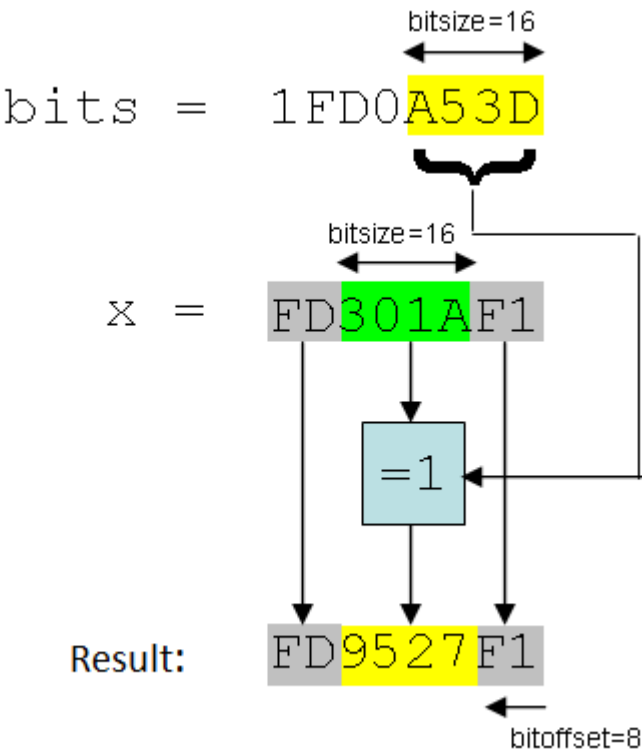 bitsize=16
bits = 1FD0A53D
bitsize=16
x = FD301AF1
=1
Result: FD9527F1
bitoffset=8